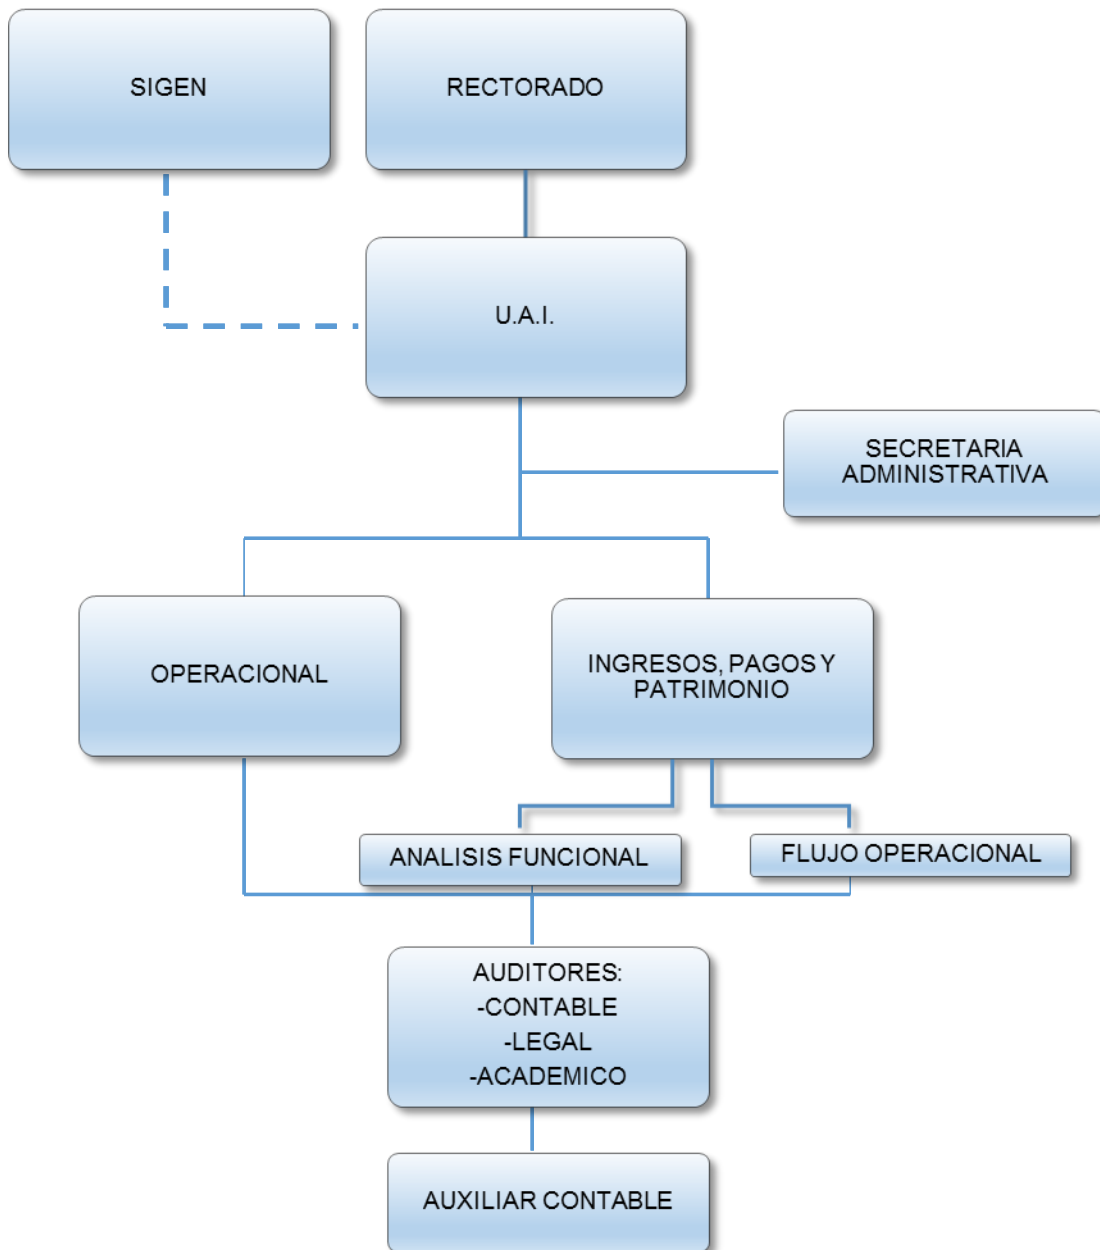 SIGEN
RECTORADO
U.A.I.
SECRETARIA
ADMINISTRATIVA
OPERACIONAL
INGRESOS, PAGOS Y
PATRIMONIO
ANALISIS FUNCIONAL
FLUJO OPERACIONAL
AUDITORES:
-CONTABLE
-LEGAL
-ACADEMICO
AUXILIAR CONTABLE